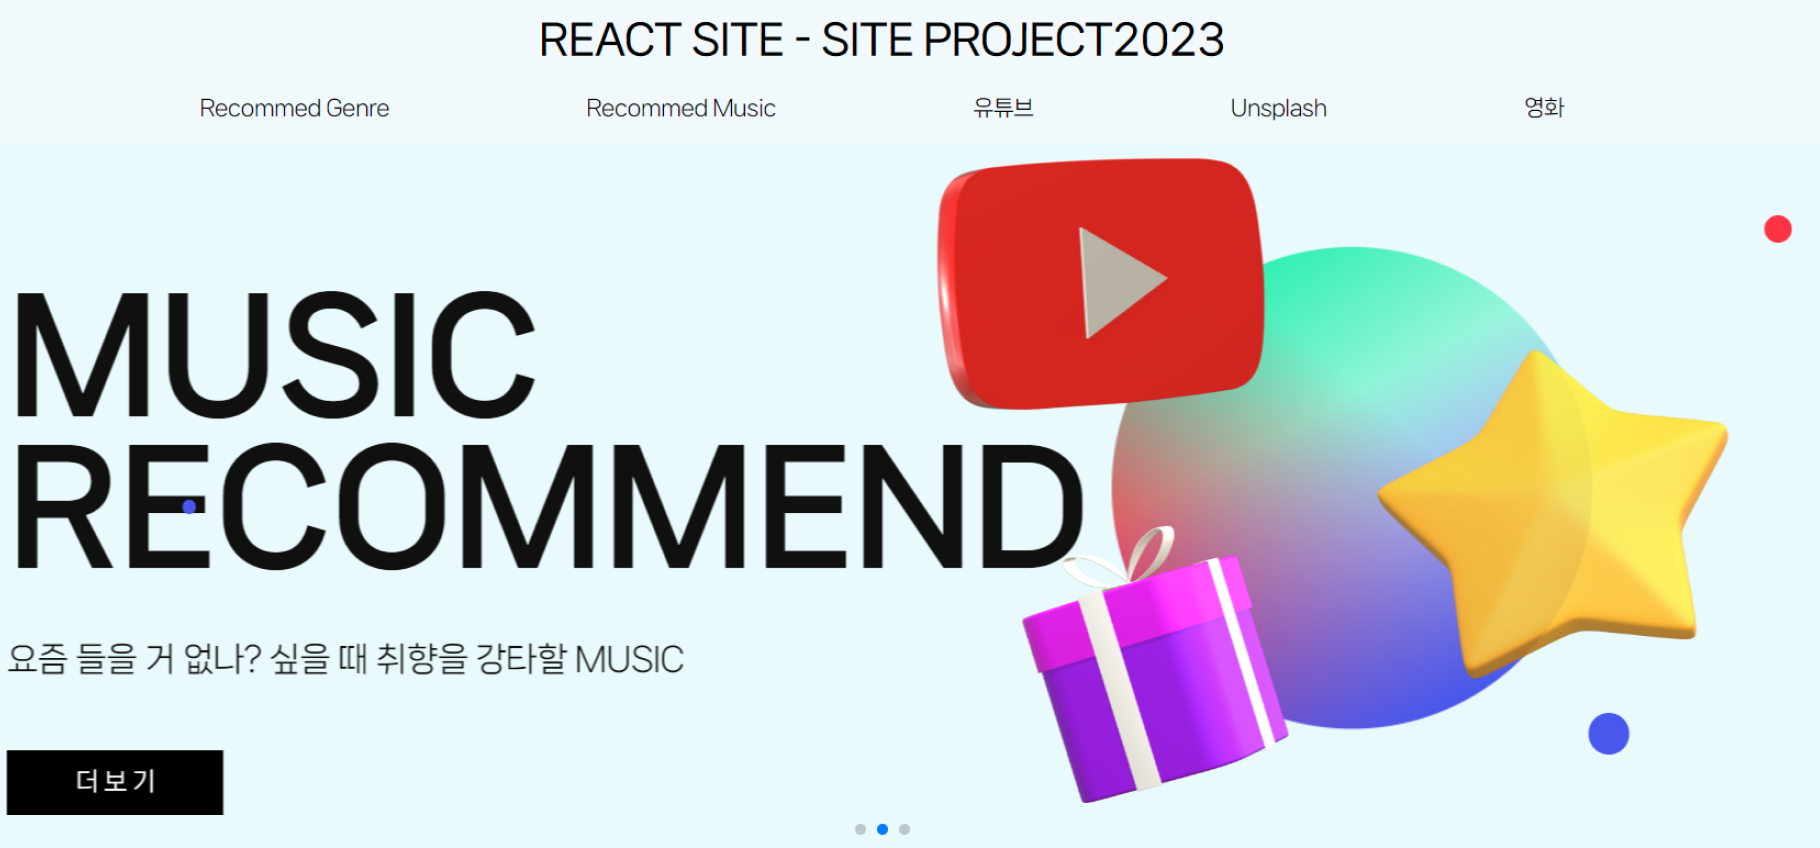 REACT SITE - SITE PROJECT2023
Recommed Genre Recommed Music 유튜브 Unsplash 영화
MUSIC
RECOMMEND
요즘 들을 거 없나? 싶을 때 취향을 강타할 MUSIC
더보기